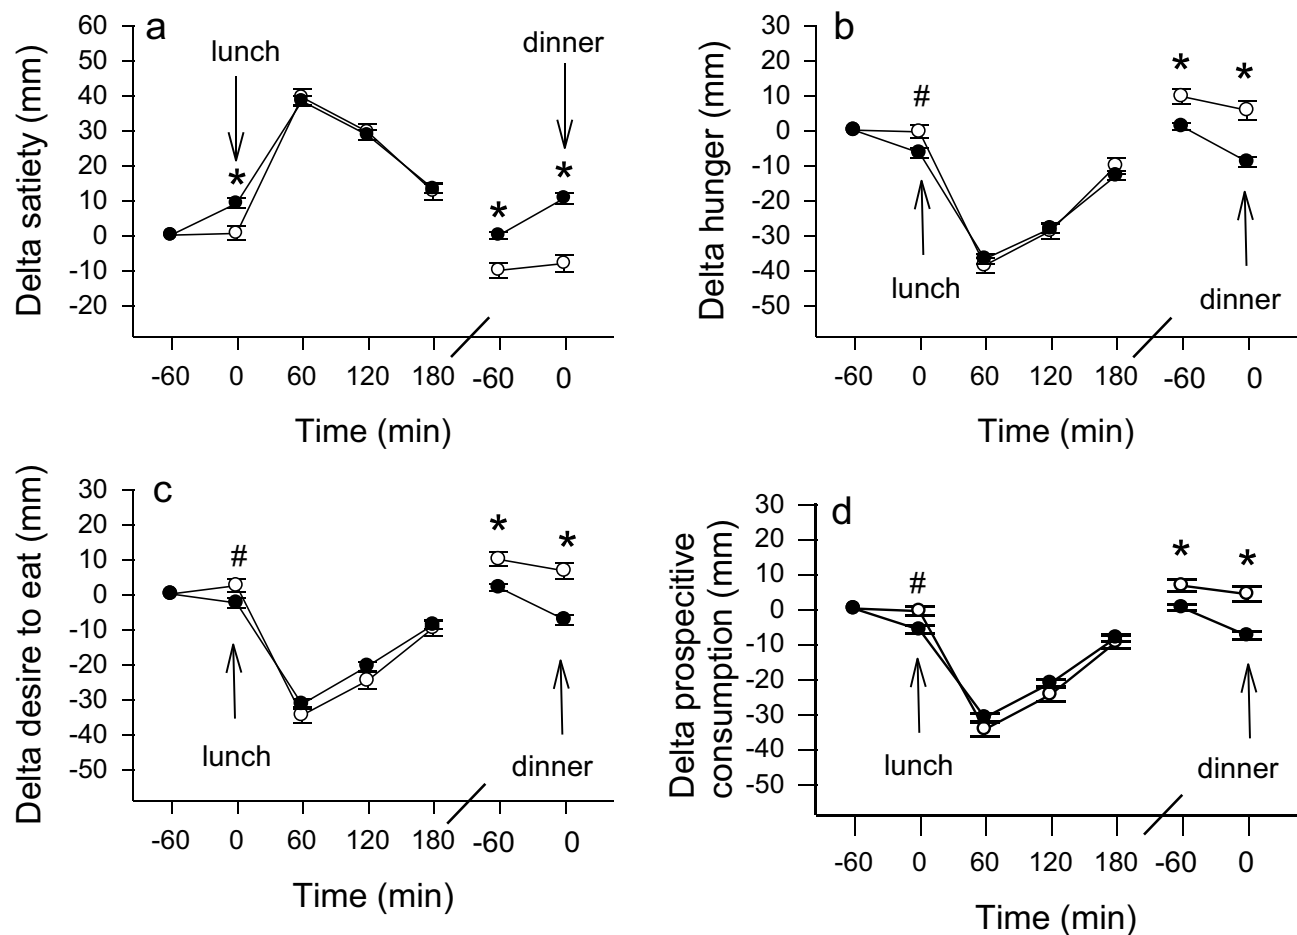 a
60
50
40
30
20
10
0
-10
-20
Delta satiety (mm)
lunch
dinner
*
*
*
-60 0 60 120 180 -60 0
Time (min)
b
30
20
10
0
-10
-20
-30
-40
-50
Delta hunger (mm)
#
*
*
lunch
dinner
-60 0 60 120 180 -60 0
Time (min)
c
30
20
10
0
-10
-20
-30
-40
-50
Delta desire to eat (mm)
#
*
*
lunch
dinner
-60 0 60 120 180 -60 0
Time (min)
d
30
20
10
0
-10
-20
-30
-40
-50
Delta prospecitive
consumption (mm)
#
*
*
lunch
dinner
-60 0 60 120 180 -60 0
Time (min)